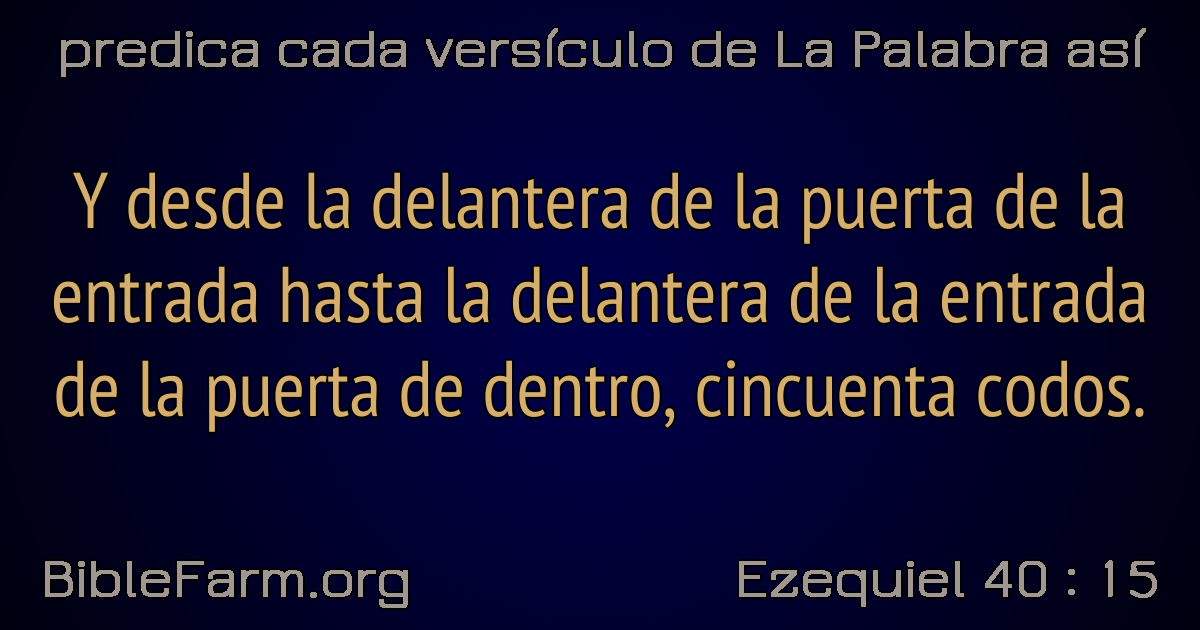 predica cada versículo de La Palabra así
Y desde la delantera de la puerta de la
entrada hasta la delantera de la entrada
de la puerta de dentro, cincuenta codos.
BibleFarm.org
Ezequiel 40 : 15